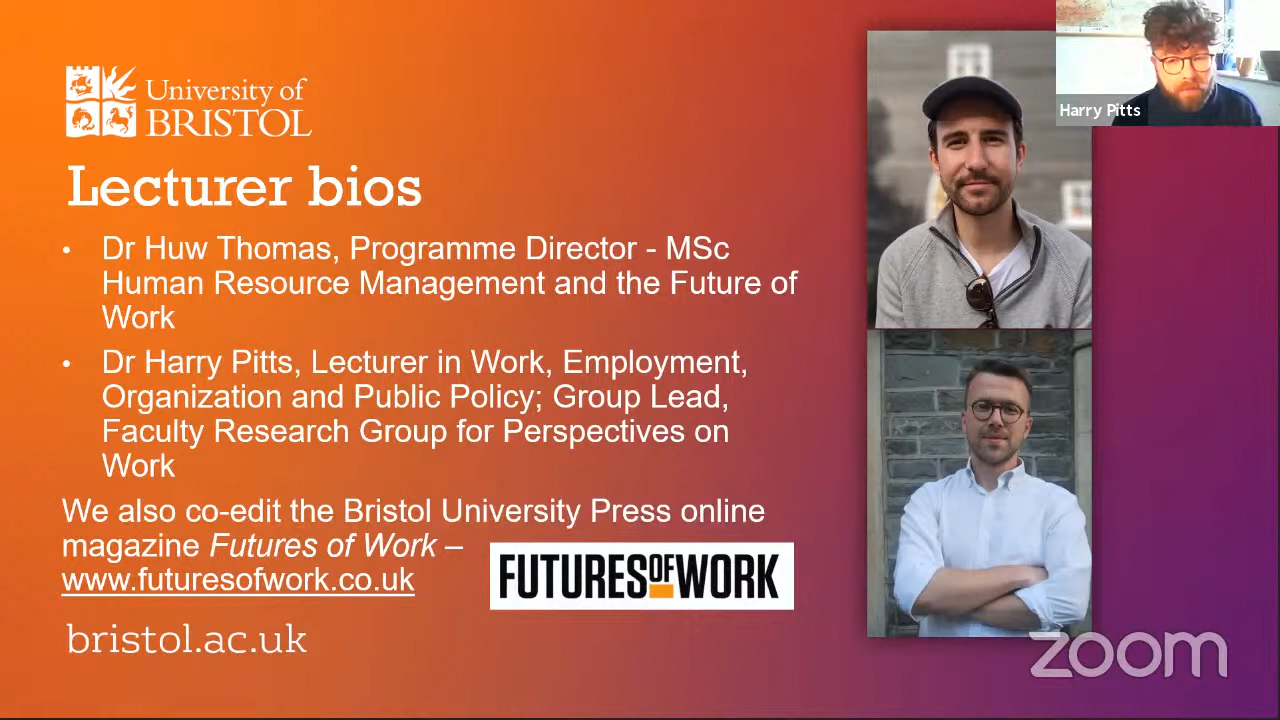 University of
BRISTOL
Lecturer bios
• Dr Huw Thomas, Programme Director - MSc
Human Resource Management and the Future of
Work
• Dr Harry Pitts, Lecturer in Work, Employment,
Organization and Public Policy; Group Lead,
Faculty Research Group for Perspectives on
Work
We also co-edit the Bristol University Press online
magazine Futures of Work –
www.futuresofwork.co.uk
FUTURES OF WORK
bristol.ac.uk
Harry Pitts
zoom